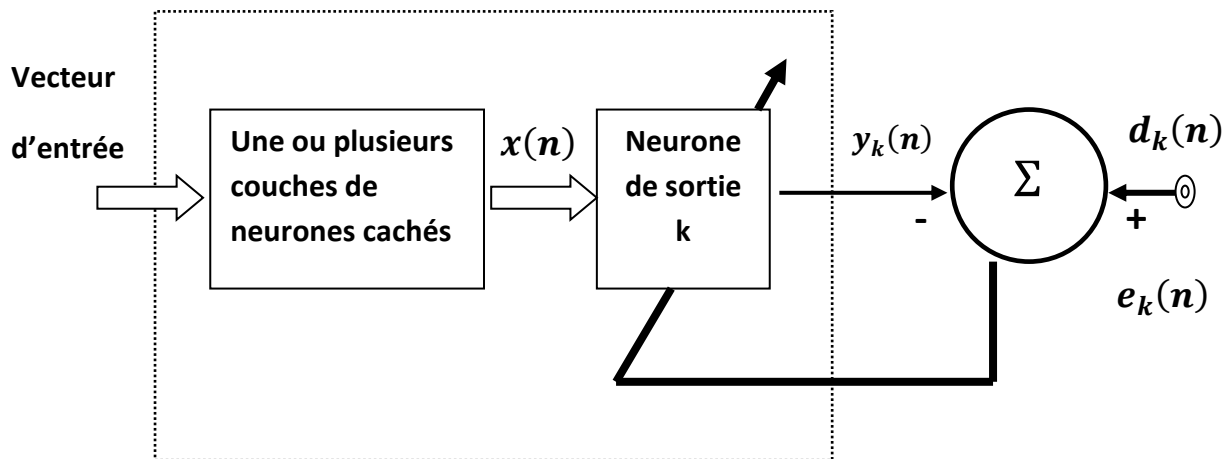 Vecteur
d'entrée
Une ou plusieurs
couches de
neurones cachés
x(n)
Neurone
de sortie
k
y_k(n)
-
Σ
d_k(n)
+
e_k(n)